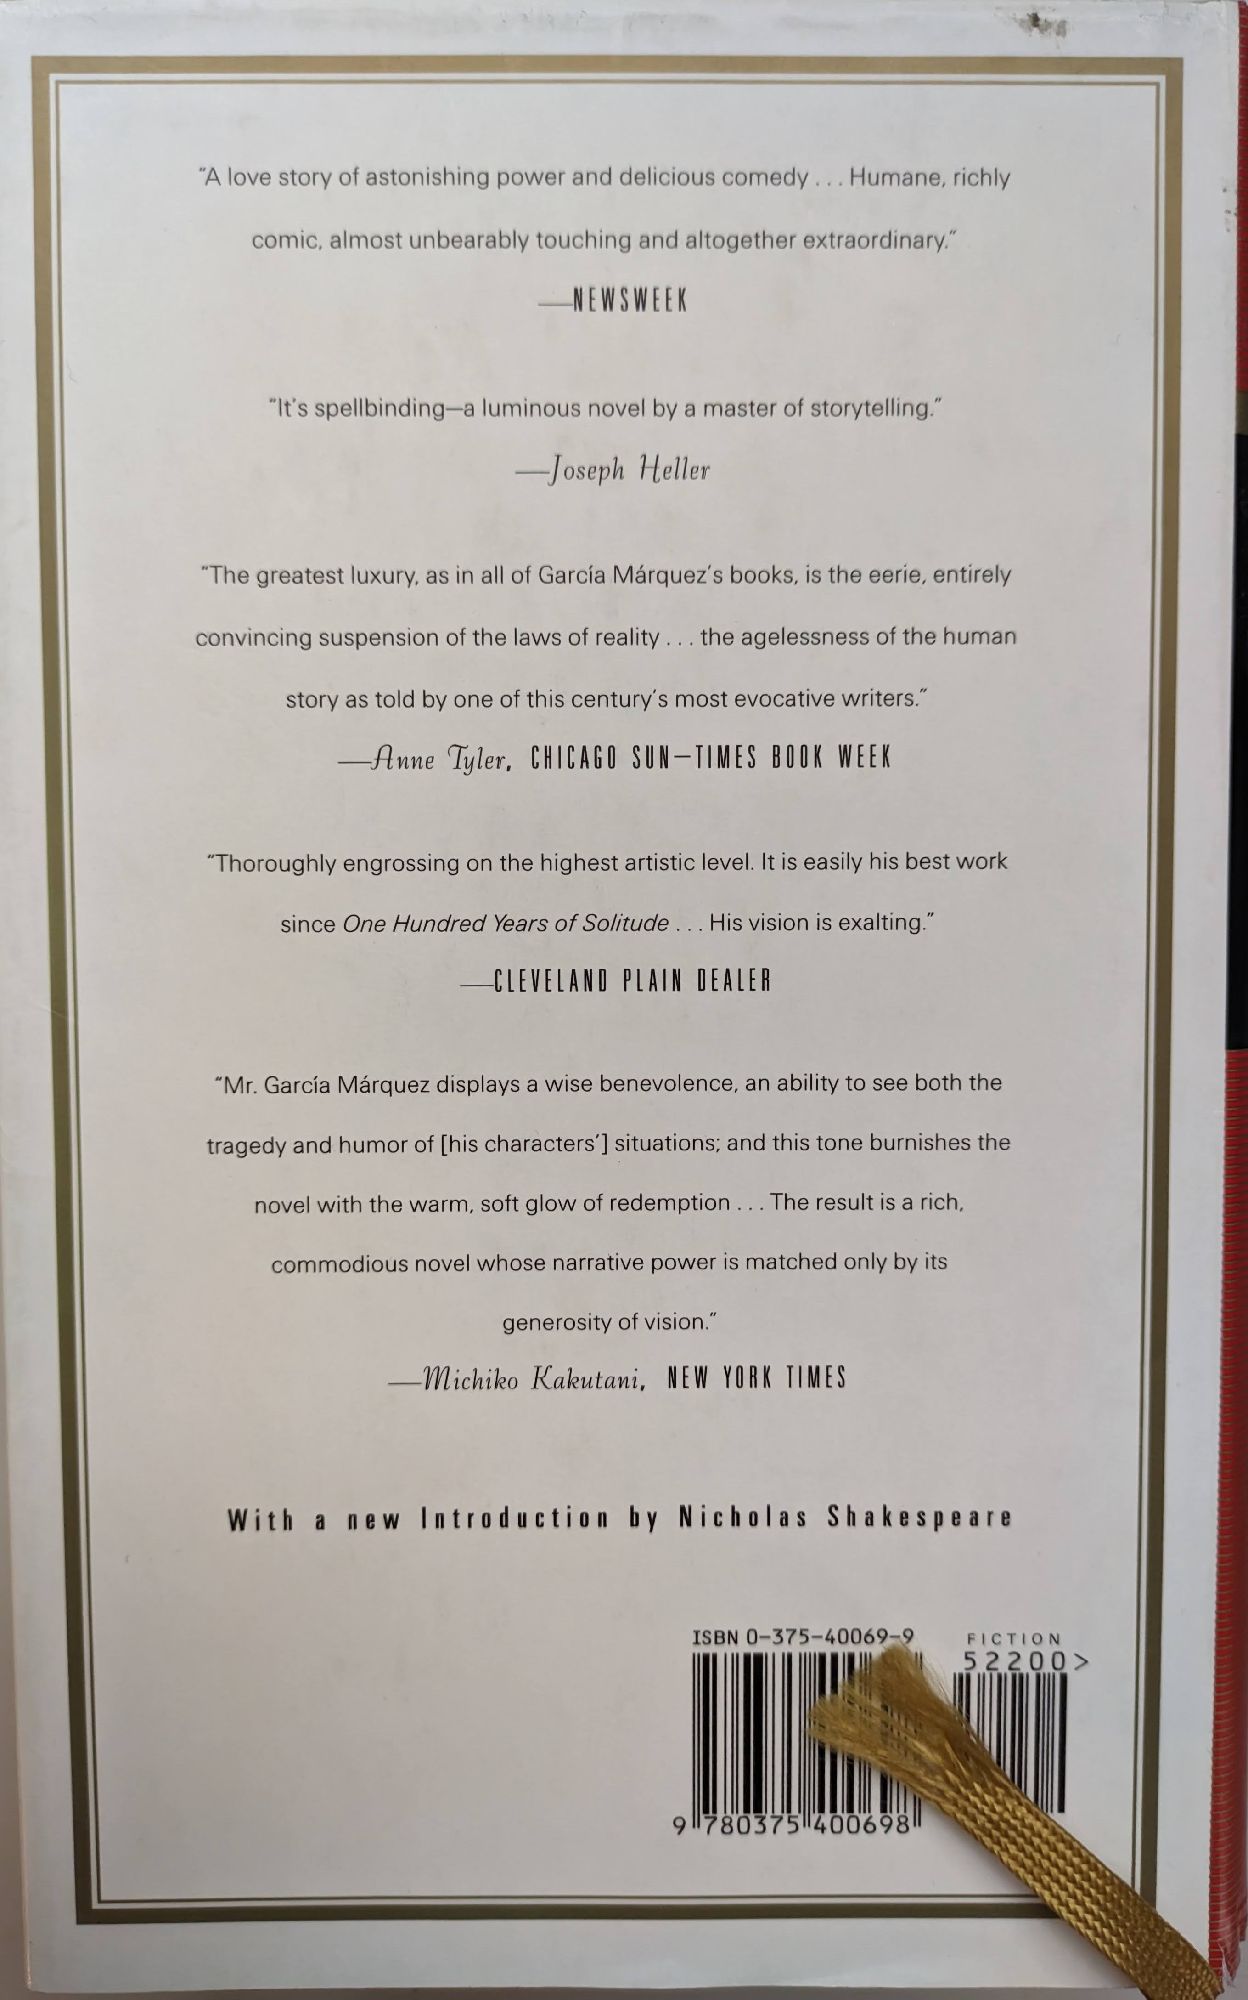 “A love story of astonishing power and delicious comedy . . . Humane, richly
comic, almost unbearably touching and altogether extraordinary.”
—NEWSWEEK
“It’s spellbinding—a luminous novel by a master of storytelling.”
—Joseph Heller
“The greatest luxury, as in all of García Márquez’s books, is the eerie, entirely
convincing suspension of the laws of reality . . . the agelessness of the human
story as told by one of this century’s most evocative writers.”
—Anne Tyler, CHICAGO SUN–TIMES BOOK WEEK
“Thoroughly engrossing on the highest artistic level. It is easily his best work
since One Hundred Years of Solitude . . . His vision is exalting.”
—CLEVELAND PLAIN DEALER
“Mr. García Márquez displays a wise benevolence, an ability to see both the
tragedy and humor of [his characters’] situations; and this tone burnishes the
novel with the warm, soft glow of redemption . . . The result is a rich,
commodious novel whose narrative power is matched only by its
generosity of vision.”
—Michiko Kakutani, NEW YORK TIMES
With a new Introduction by Nicholas Shakespeare
ISBN 0-375-40069-9
FICTION
52200>
9 780375 400698